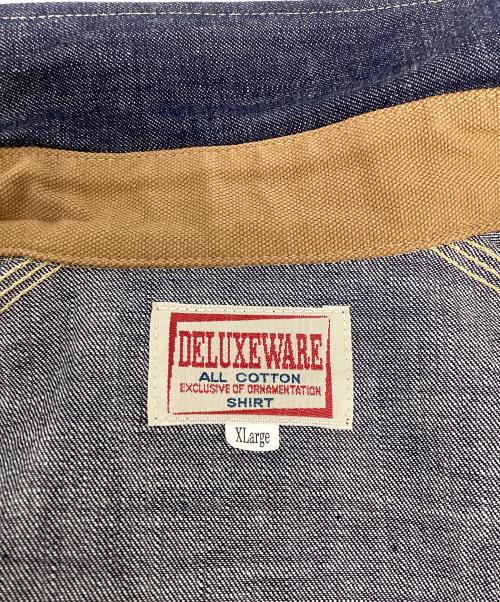 DELUXEWARE
ALL COTTON
EXCLUSIVE OF ORNAMENTATION
SHIRT
XLarge